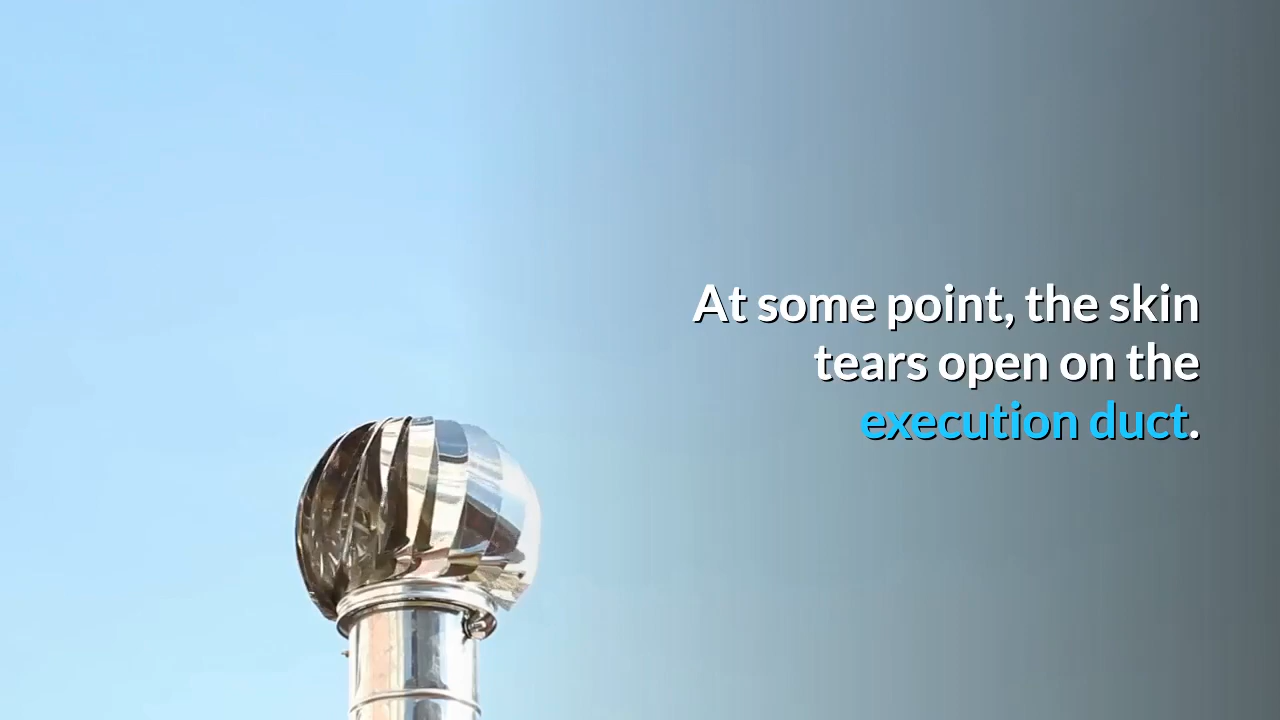 At some point, the skin
tears open on the
execution duct.